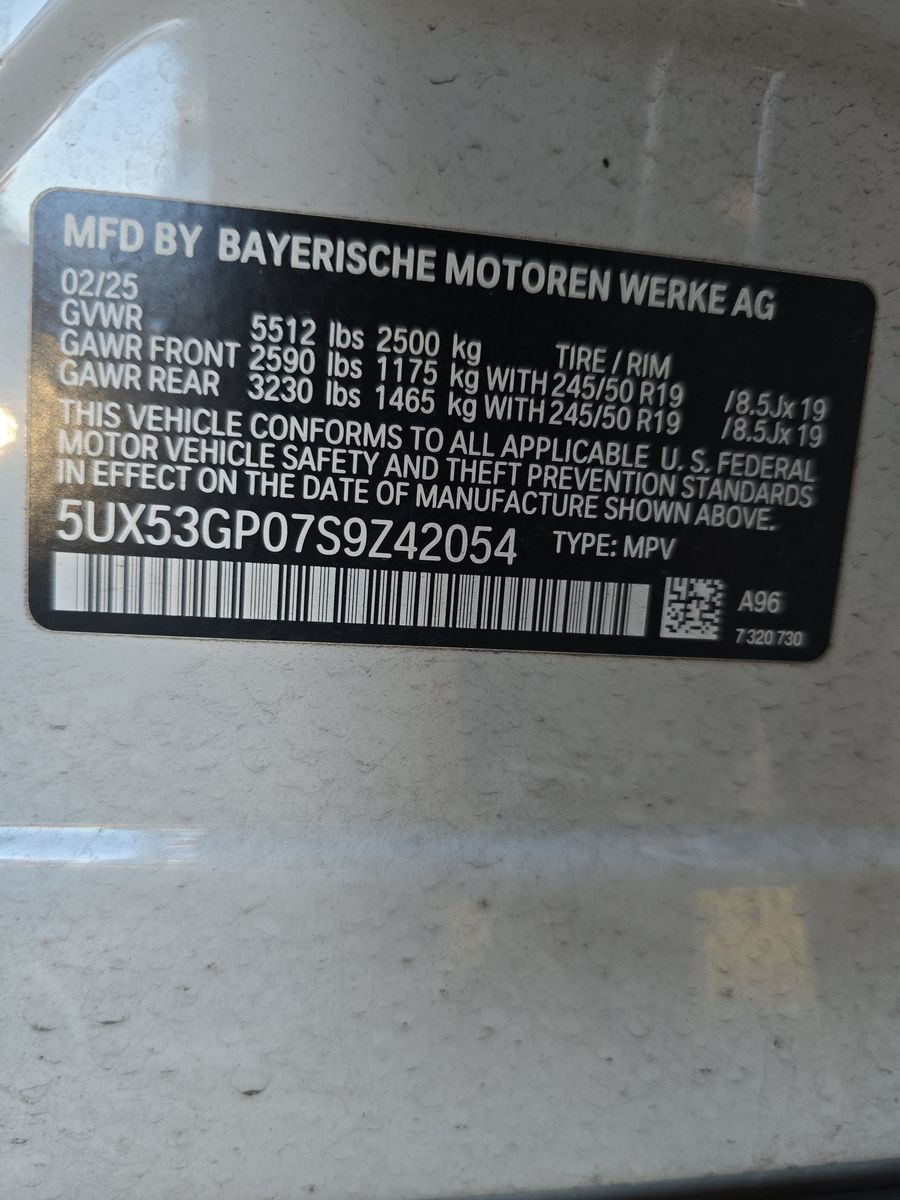 MFD BY BAYERISCHE MOTOREN WERKE AG
02/25
GVWR 5512 lbs 2500 kg TIRE / RIM
GAWR FRONT 2590 lbs 1175 kg WITH 245/50 R19 /8.5Jx 19
GAWR REAR 3230 lbs 1465 kg WITH 245/50 R19 /8.5Jx 19
THIS VEHICLE CONFORMS TO ALL APPLICABLE U. S. FEDERAL
MOTOR VEHICLE SAFETY AND THEFT PREVENTION STANDARDS
IN EFFECT ON THE DATE OF MANUFACTURE SHOWN ABOVE.
5UX53GP07S9Z42054 TYPE: MPV
A96
7 320 730